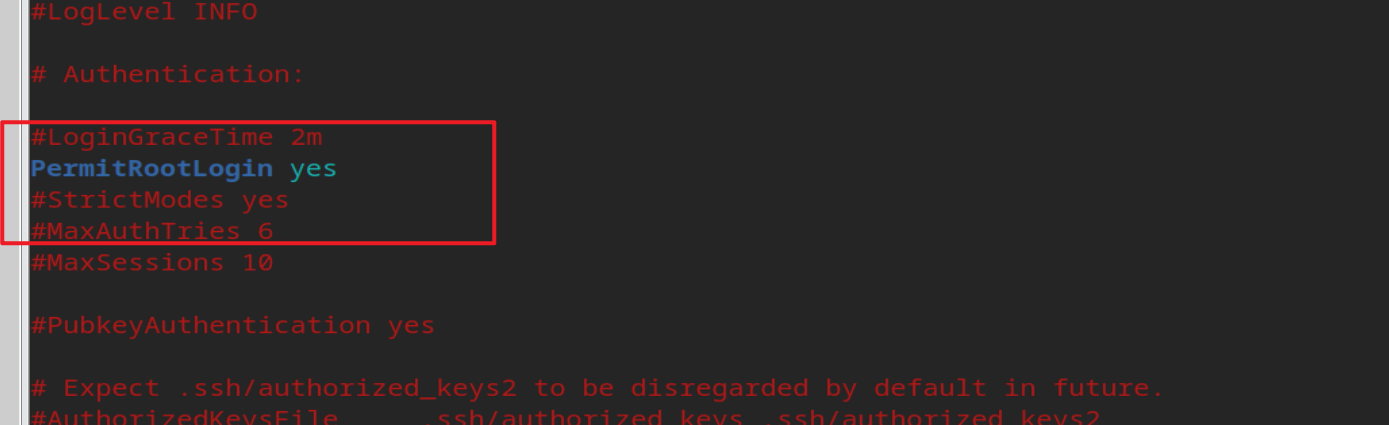 #LogLevel INFO
# Authentication:
#LoginGraceTime 2m
PermitRootLogin yes
#StrictModes yes
#MaxAuthTries 6
#MaxSessions 10
#PubkeyAuthentication yes
# Expect .ssh/authorized_keys2 to be disregarded by default in future.
#AuthorizedKeysFile .ssh/authorized_keys .ssh/authorized_keys2